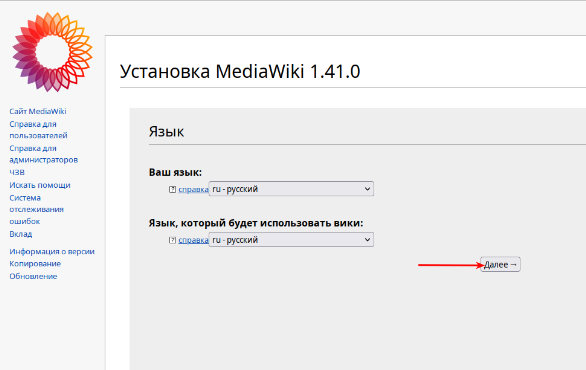 Установка MediaWiki 1.41.0
Сайт MediaWiki
Справка для
пользователей
Справка для
администраторов
ЧЗВ
Искать помощи
Система
отслеживания
ошибок
Вклад
Информация о версии
Копирование
Обновление
Язык
Ваш язык:
? справка ru - русский
Язык, который будет использовать вики:
? справка ru - русский
Далее →